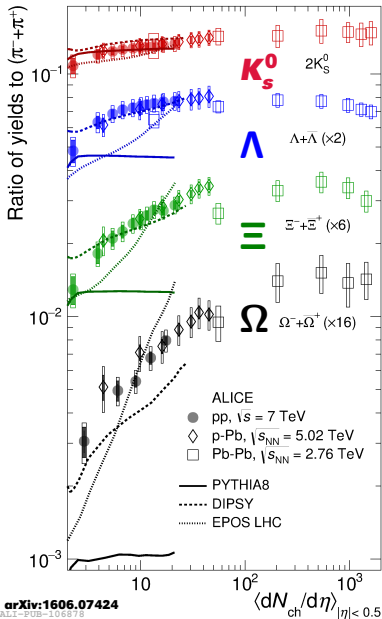 Ratio of yields to (π⁻+π⁺)
10⁻¹
K⁰ₛ
2K⁰ₛ
Λ
Λ+Λ̅ (×2)
Ξ
Ξ⁻+Ξ̅⁺ (×6)
10⁻²
Ω
Ω⁻+Ω̅⁺ (×16)
ALICE
pp, √s = 7 TeV
p-Pb, √sNN = 5.02 TeV
Pb-Pb, √sNN = 2.76 TeV
PYTHIA8
DIPSY
EPOS LHC
10⁻³
10 10² 10³
⟨dNch/dη⟩|η|< 0.5
arXiv:1606.07424
ALI-PUB-106878